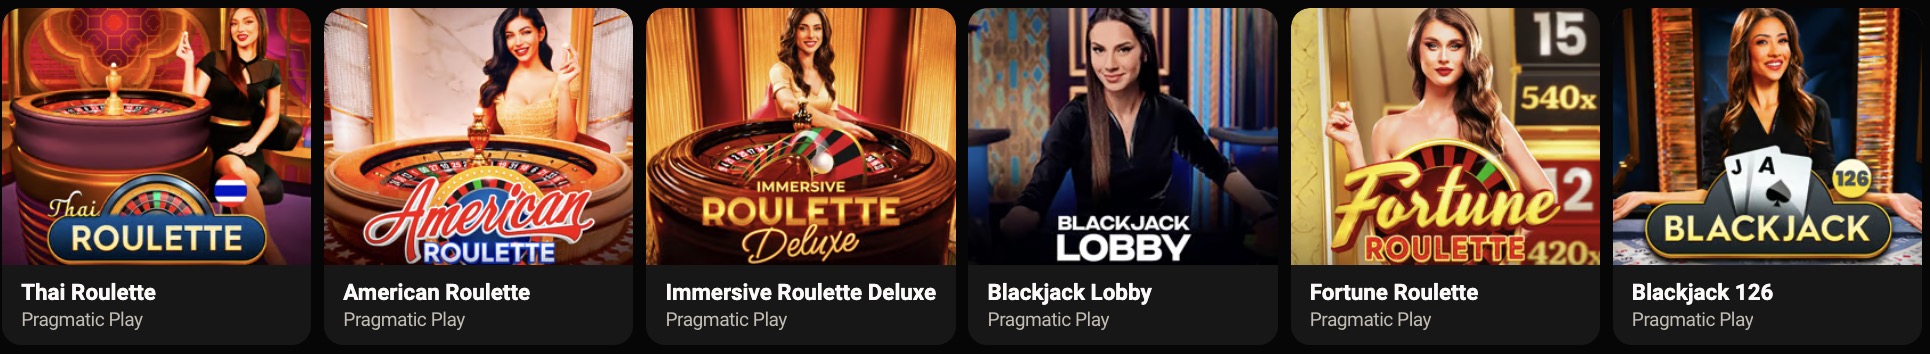 Thai
ROULETTE
Thai Roulette
Pragmatic Play
American
ROULETTE
American Roulette
Pragmatic Play
IMMERSIVE
ROULETTE
Deluxe
Immersive Roulette Deluxe
Pragmatic Play
BLACKJACK
LOBBY
Blackjack Lobby
Pragmatic Play
15
540x
Fortune
2
ROULETTE
420x
Fortune Roulette
Pragmatic Play
J A
126
BLACKJACK
Blackjack 126
Pragmatic Play